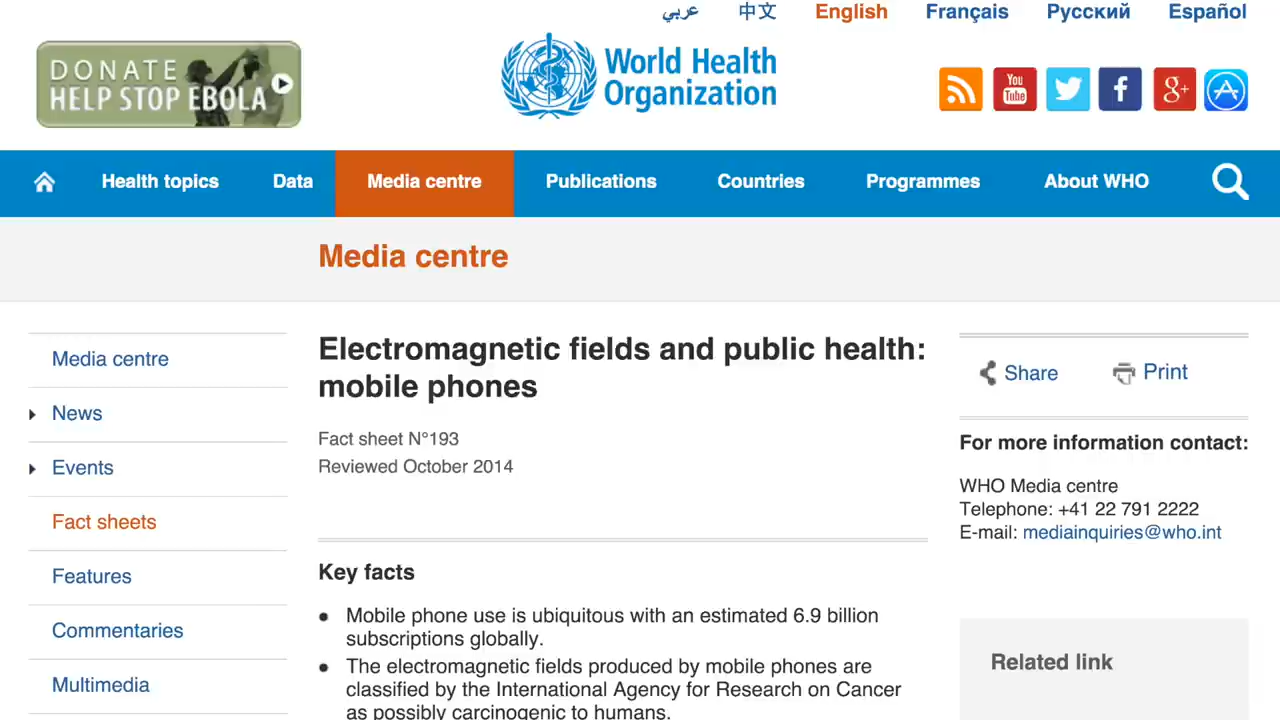 عربي 中文 English Français Русский Español
DONATE
HELP STOP EBOLA
World Health
Organization
You
Tube
g+
Health topics Data Media centre Publications Countries Programmes About WHO
Media centre
Media centre
News
Events
Fact sheets
Features
Commentaries
Multimedia
Electromagnetic fields and public health:
mobile phones
Fact sheet N°193
Reviewed October 2014
Key facts
Mobile phone use is ubiquitous with an estimated 6.9 billion
subscriptions globally.
The electromagnetic fields produced by mobile phones are
classified by the International Agency for Research on Cancer
as possibly carcinogenic to humans.
Share Print
For more information contact:
WHO Media centre
Telephone: +41 22 791 2222
E-mail: mediainquiries@who.int
Related link